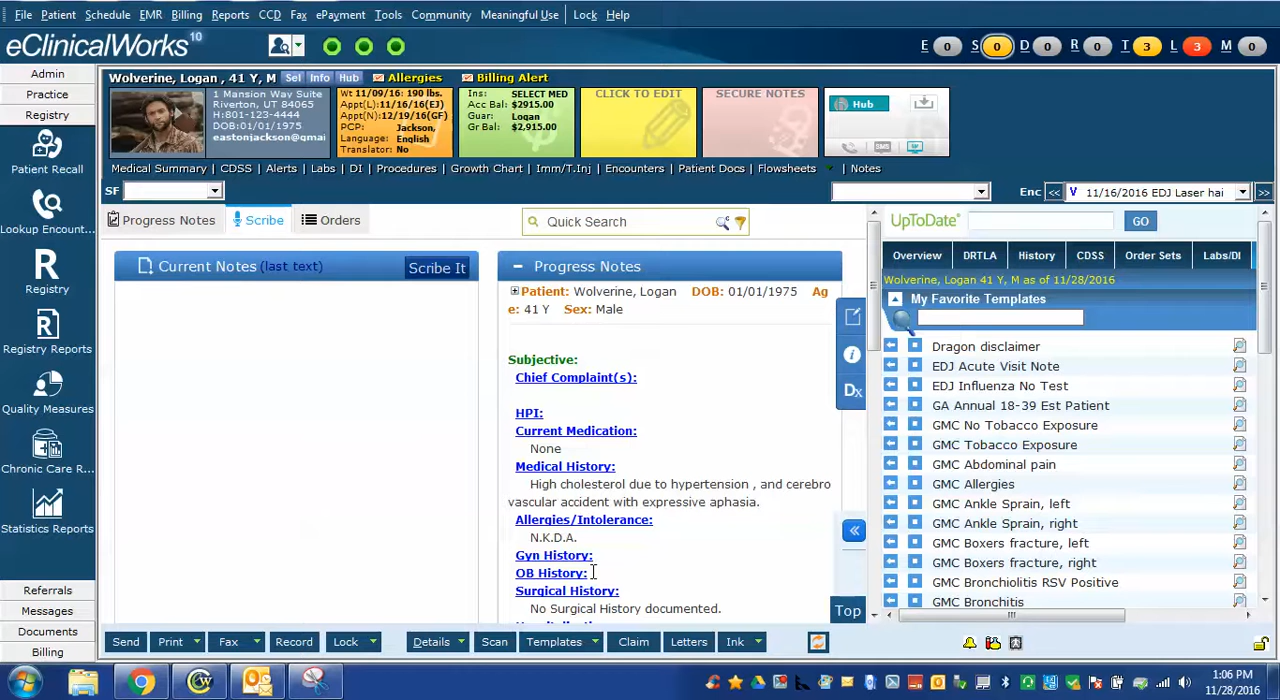 File Patient Schedule EMR Billing Reports CCD Fax ePayment Tools Community Meaningful Use Lock Help
eClinicalWorks 10
E 0 S 0 D 0 R 0 T 3 L 3 M 0
Admin
Practice
Registry
Patient Recall
Lookup Encount...
R
Registry
Registry Reports
Quality Measures
Chronic Care R...
Statistics Reports
Referrals
Messages
Documents
Billing
Wolverine, Logan , 41 Y, M Sel Info Hub Allergies Billing Alert
1 Mansion Way Suite
Riverton, UT 84065
H:801-123-4444
DOB:01/01/1975
eastonjackson@gmai
Wt 11/09/16: 190 lbs.
Appt(L):11/16/16(EJ)
Appt(N):12/19/16(GF)
PCP: Jackson,
Language: English
Translator: No
Ins: SELECT MED
Acc Bal: $2915.00
Guar: Logan
Gr Bal: $2,915.00
CLICK TO EDIT
SECURE NOTES
Hub
SMS
Medical Summary CDSS Alerts Labs DI Procedures Growth Chart Imm/T.Inj Encounters Patient Docs Flowsheets Notes
SF
Enc << V 11/16/2016 EDJ Laser hai >>
Progress Notes Scribe Orders
Quick Search
Current Notes (last text) Scribe It
Progress Notes
Patient: Wolverine, Logan DOB: 01/01/1975 Ag
e: 41 Y Sex: Male
Subjective:
Chief Complaint(s):
HPI:
Current Medication:
None
Medical History:
High cholesterol due to hypertension , and cerebro
vascular accident with expressive aphasia.
Allergies/Intolerance:
N.K.D.A.
Gyn History:
OB History:
Surgical History:
No Surgical History documented.
Dx
Top
UpToDate GO
Overview DRTLA History CDSS Order Sets Labs/DI
Wolverine, Logan 41 Y, M as of 11/28/2016
My Favorite Templates
Dragon disclaimer
EDJ Acute Visit Note
EDJ Influenza No Test
GA Annual 18-39 Est Patient
GMC No Tobacco Exposure
GMC Tobacco Exposure
GMC Abdominal pain
GMC Allergies
GMC Ankle Sprain, left
GMC Ankle Sprain, right
GMC Boxers fracture, left
GMC Boxers fracture, right
GMC Bronchiolitis RSV Positive
GMC Bronchitis
Send Print Fax Record Lock Details Scan Templates Claim Letters Ink
1:06 PM
11/28/2016